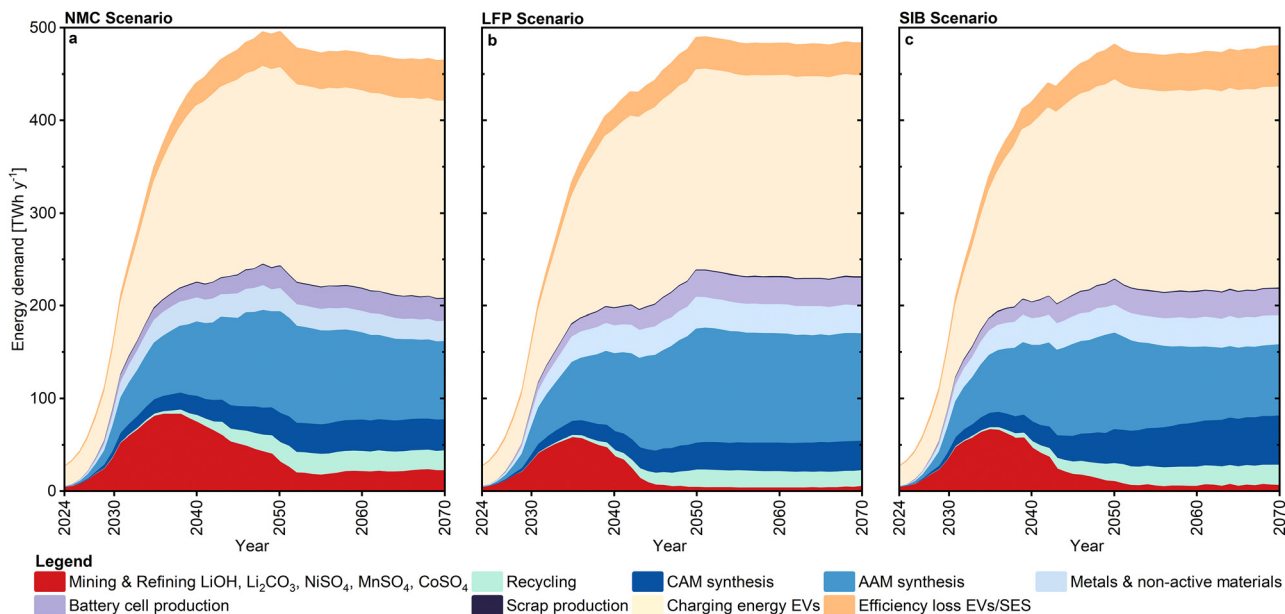 NMC Scenario
LFP Scenario
SIB Scenario
a
b
c
500
400
300
200
100
0
Energy demand [TWh y⁻¹]
2024 2030 2040 2050 2060 2070
2024 2030 2040 2050 2060 2070
2024 2030 2040 2050 2060 2070
Year
Year
Year
Legend
Mining & Refining LiOH, Li₂CO₃, NiSO₄, MnSO₄, CoSO₄
Recycling
CAM synthesis
AAM synthesis
Metals & non-active materials
Battery cell production
Scrap production
Charging energy EVs
Efficiency loss EVs/SES